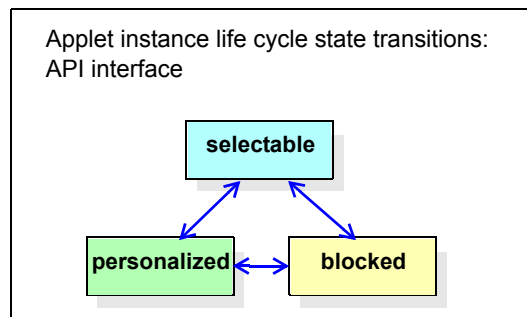 Applet instance life cycle state transitions:
API interface
selectable
personalized
blocked